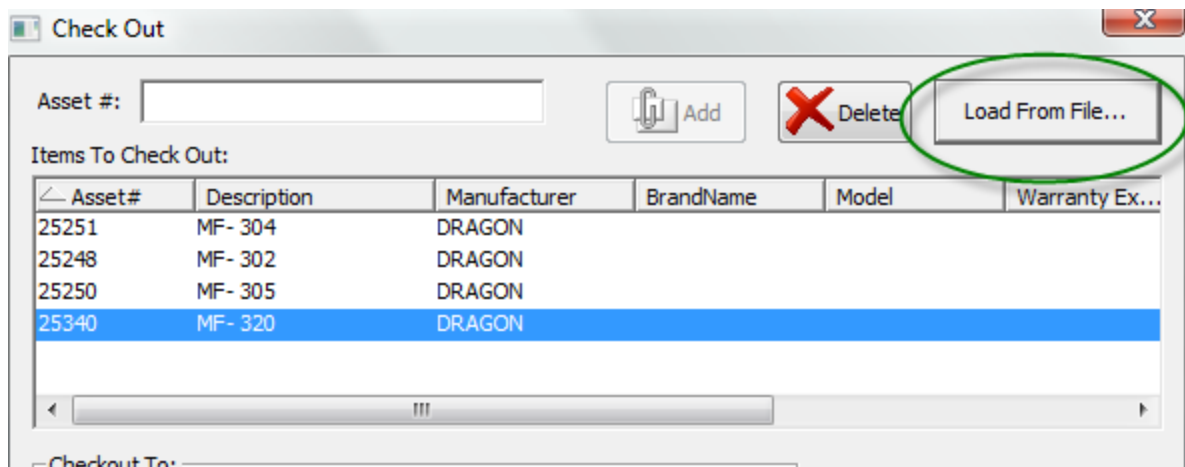 Check Out
Asset #: Add Delete Load From File...
Items To Check Out:
Asset# Description Manufacturer BrandName Model Warranty Ex...
25251 MF- 304 DRAGON
25248 MF- 302 DRAGON
25250 MF- 305 DRAGON
25340 MF- 320 DRAGON
Checkout To: